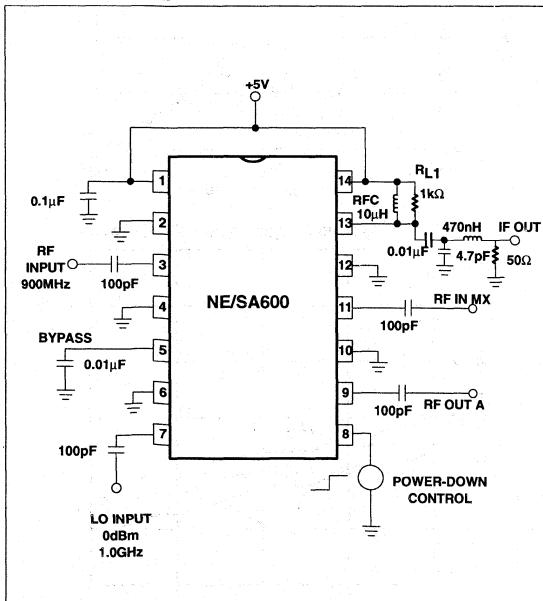 +5V
1
14
0.1µF
RFC
10µH
RL1
1kΩ
2
13
470nH
IF OUT
0.01µF
4.7pF
50Ω
RF
INPUT
900MHz
100pF
3
12
NE/SA600
4
11
RF IN MX
100pF
BYPASS
0.01µF
5
10
6
9
100pF
RF OUT A
100pF
7
8
POWER-DOWN
CONTROL
LO INPUT
0dBm
1.0GHz